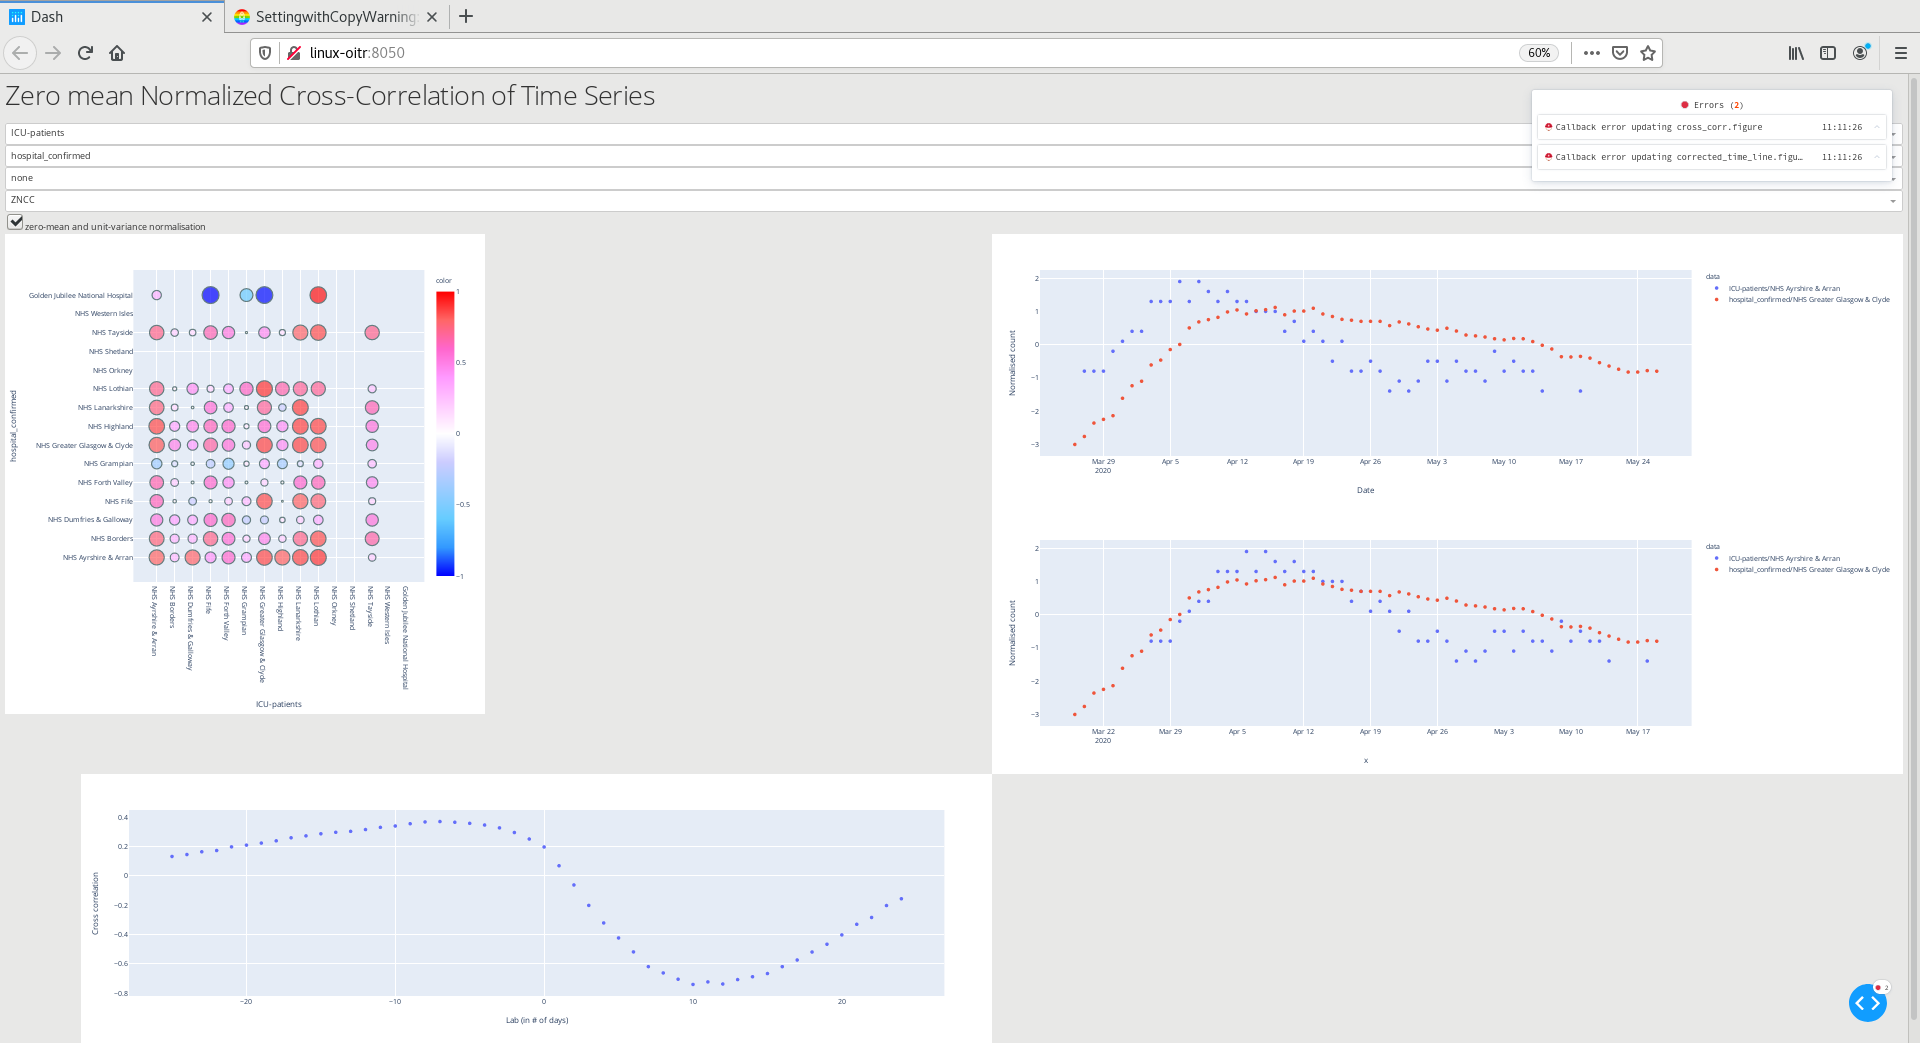 Dash
SettingwithCopyWarning:
linux-oitr:8050
60%
Zero mean Normalized Cross-Correlation of Time Series
Errors (2)
Callback error updating cross_corr.figure 11:11:26
Callback error updating corrected_time_line.figu… 11:11:26
ICU-patients
hospital_confirmed
none
ZNCC
zero-mean and unit-variance normalisation
hospital_confirmed
Golden Jubilee National Hospital
NHS Western Isles
NHS Tayside
NHS Shetland
NHS Orkney
NHS Lothian
NHS Lanarkshire
NHS Highland
NHS Greater Glasgow & Clyde
NHS Grampian
NHS Forth Valley
NHS Fife
NHS Dumfries & Galloway
NHS Borders
NHS Ayrshire & Arran
NHS Ayrshire & Arran
NHS Borders
NHS Dumfries & Galloway
NHS Fife
NHS Forth Valley
NHS Grampian
NHS Greater Glasgow & Clyde
NHS Highland
NHS Lanarkshire
NHS Lothian
NHS Orkney
NHS Shetland
NHS Tayside
NHS Western Isles
Golden Jubilee National Hospital
ICU-patients
color
1
0.5
0
−0.5
−1
Normalised count
2
1
0
−1
−2
−3
Mar 29 Apr 5 Apr 12 Apr 19 Apr 26 May 3 May 10 May 17 May 24
2020
Date
data
ICU-patients/NHS Ayrshire & Arran
hospital_confirmed/NHS Greater Glasgow & Clyde
Normalised count
2
1
0
−1
−2
−3
Mar 22 Mar 29 Apr 5 Apr 12 Apr 19 Apr 26 May 3 May 10 May 17
2020
x
data
ICU-patients/NHS Ayrshire & Arran
hospital_confirmed/NHS Greater Glasgow & Clyde
Cross correlation
0.4
0.2
0
−0.2
−0.4
−0.6
−0.8
−20 −10 0 10 20
Lab (in # of days)
2